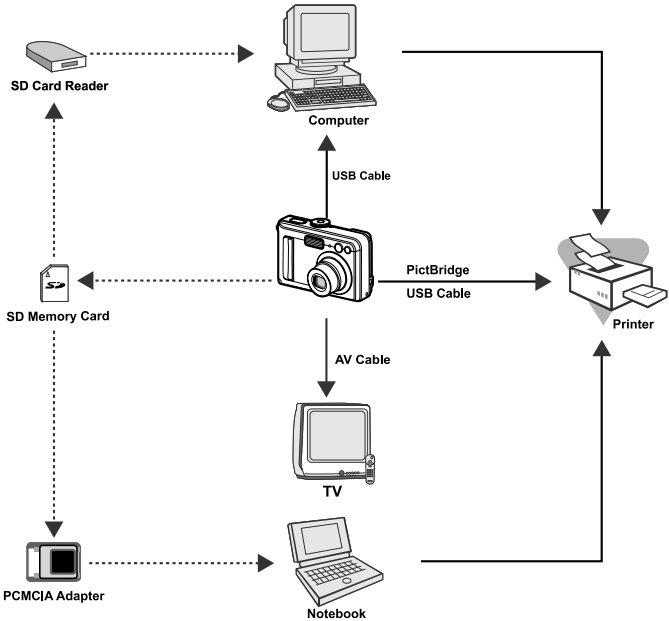 SD Card Reader
Computer
USB Cable
PictBridge
USB Cable
SD
SD Memory Card
Printer
AV Cable
TV
PCMCIA Adapter
Notebook